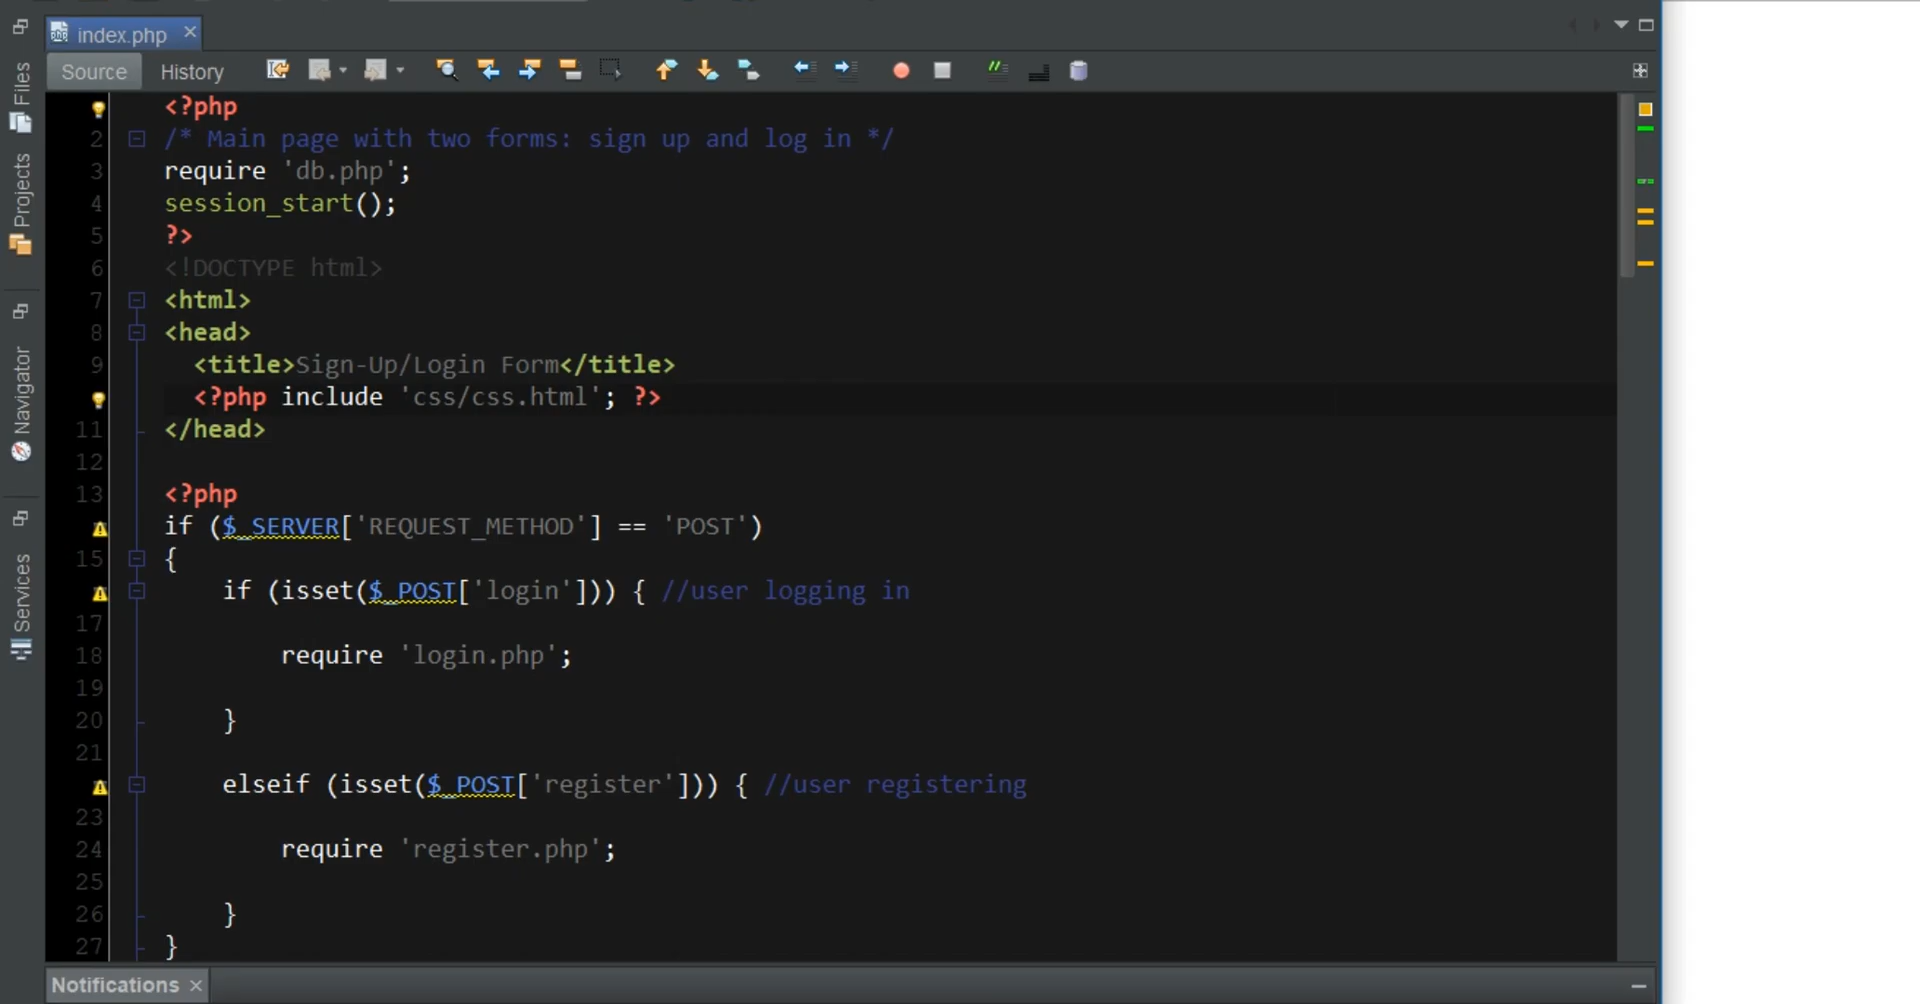 index.php
Source History
Files
Projects
Navigator
Services
<?php
2 /* Main page with two forms: sign up and log in */
3 require 'db.php';
4 session_start();
5 ?>
6 <!DOCTYPE html>
7 <html>
8 <head>
9 <title>Sign-Up/Login Form</title>
<?php include 'css/css.html'; ?>
11 </head>
12
13 <?php
if ($_SERVER['REQUEST_METHOD'] == 'POST')
15 {
if (isset($_POST['login'])) { //user logging in
17
18 require 'login.php';
19
20 }
21
elseif (isset($_POST['register'])) { //user registering
23
24 require 'register.php';
25
26 }
27 }
Notifications